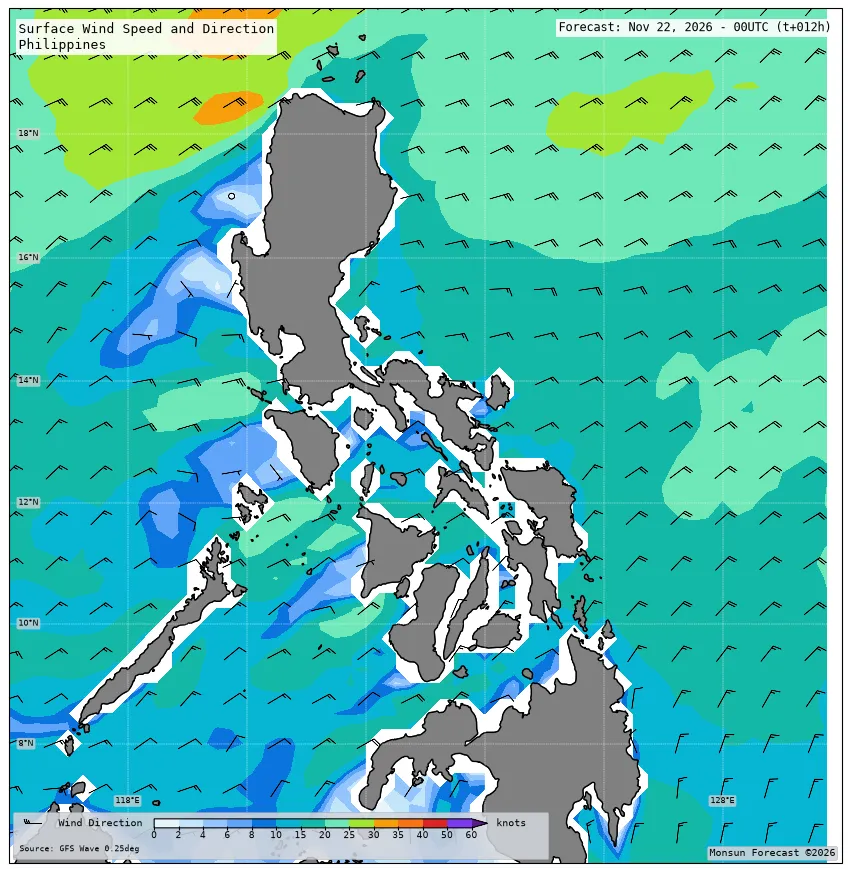 Surface Wind Speed and Direction
Philippines
Forecast: Nov 22, 2026 - 00UTC (t+012h)
18°N
16°N
14°N
12°N
10°N
8°N
118°E
122°E
Wind Direction
0 2 4 6 8 10 15 20 25 30 35 40 45 50 60
knots
Source: GFS Wave 0.25deg
Monsun Forecast ©2026